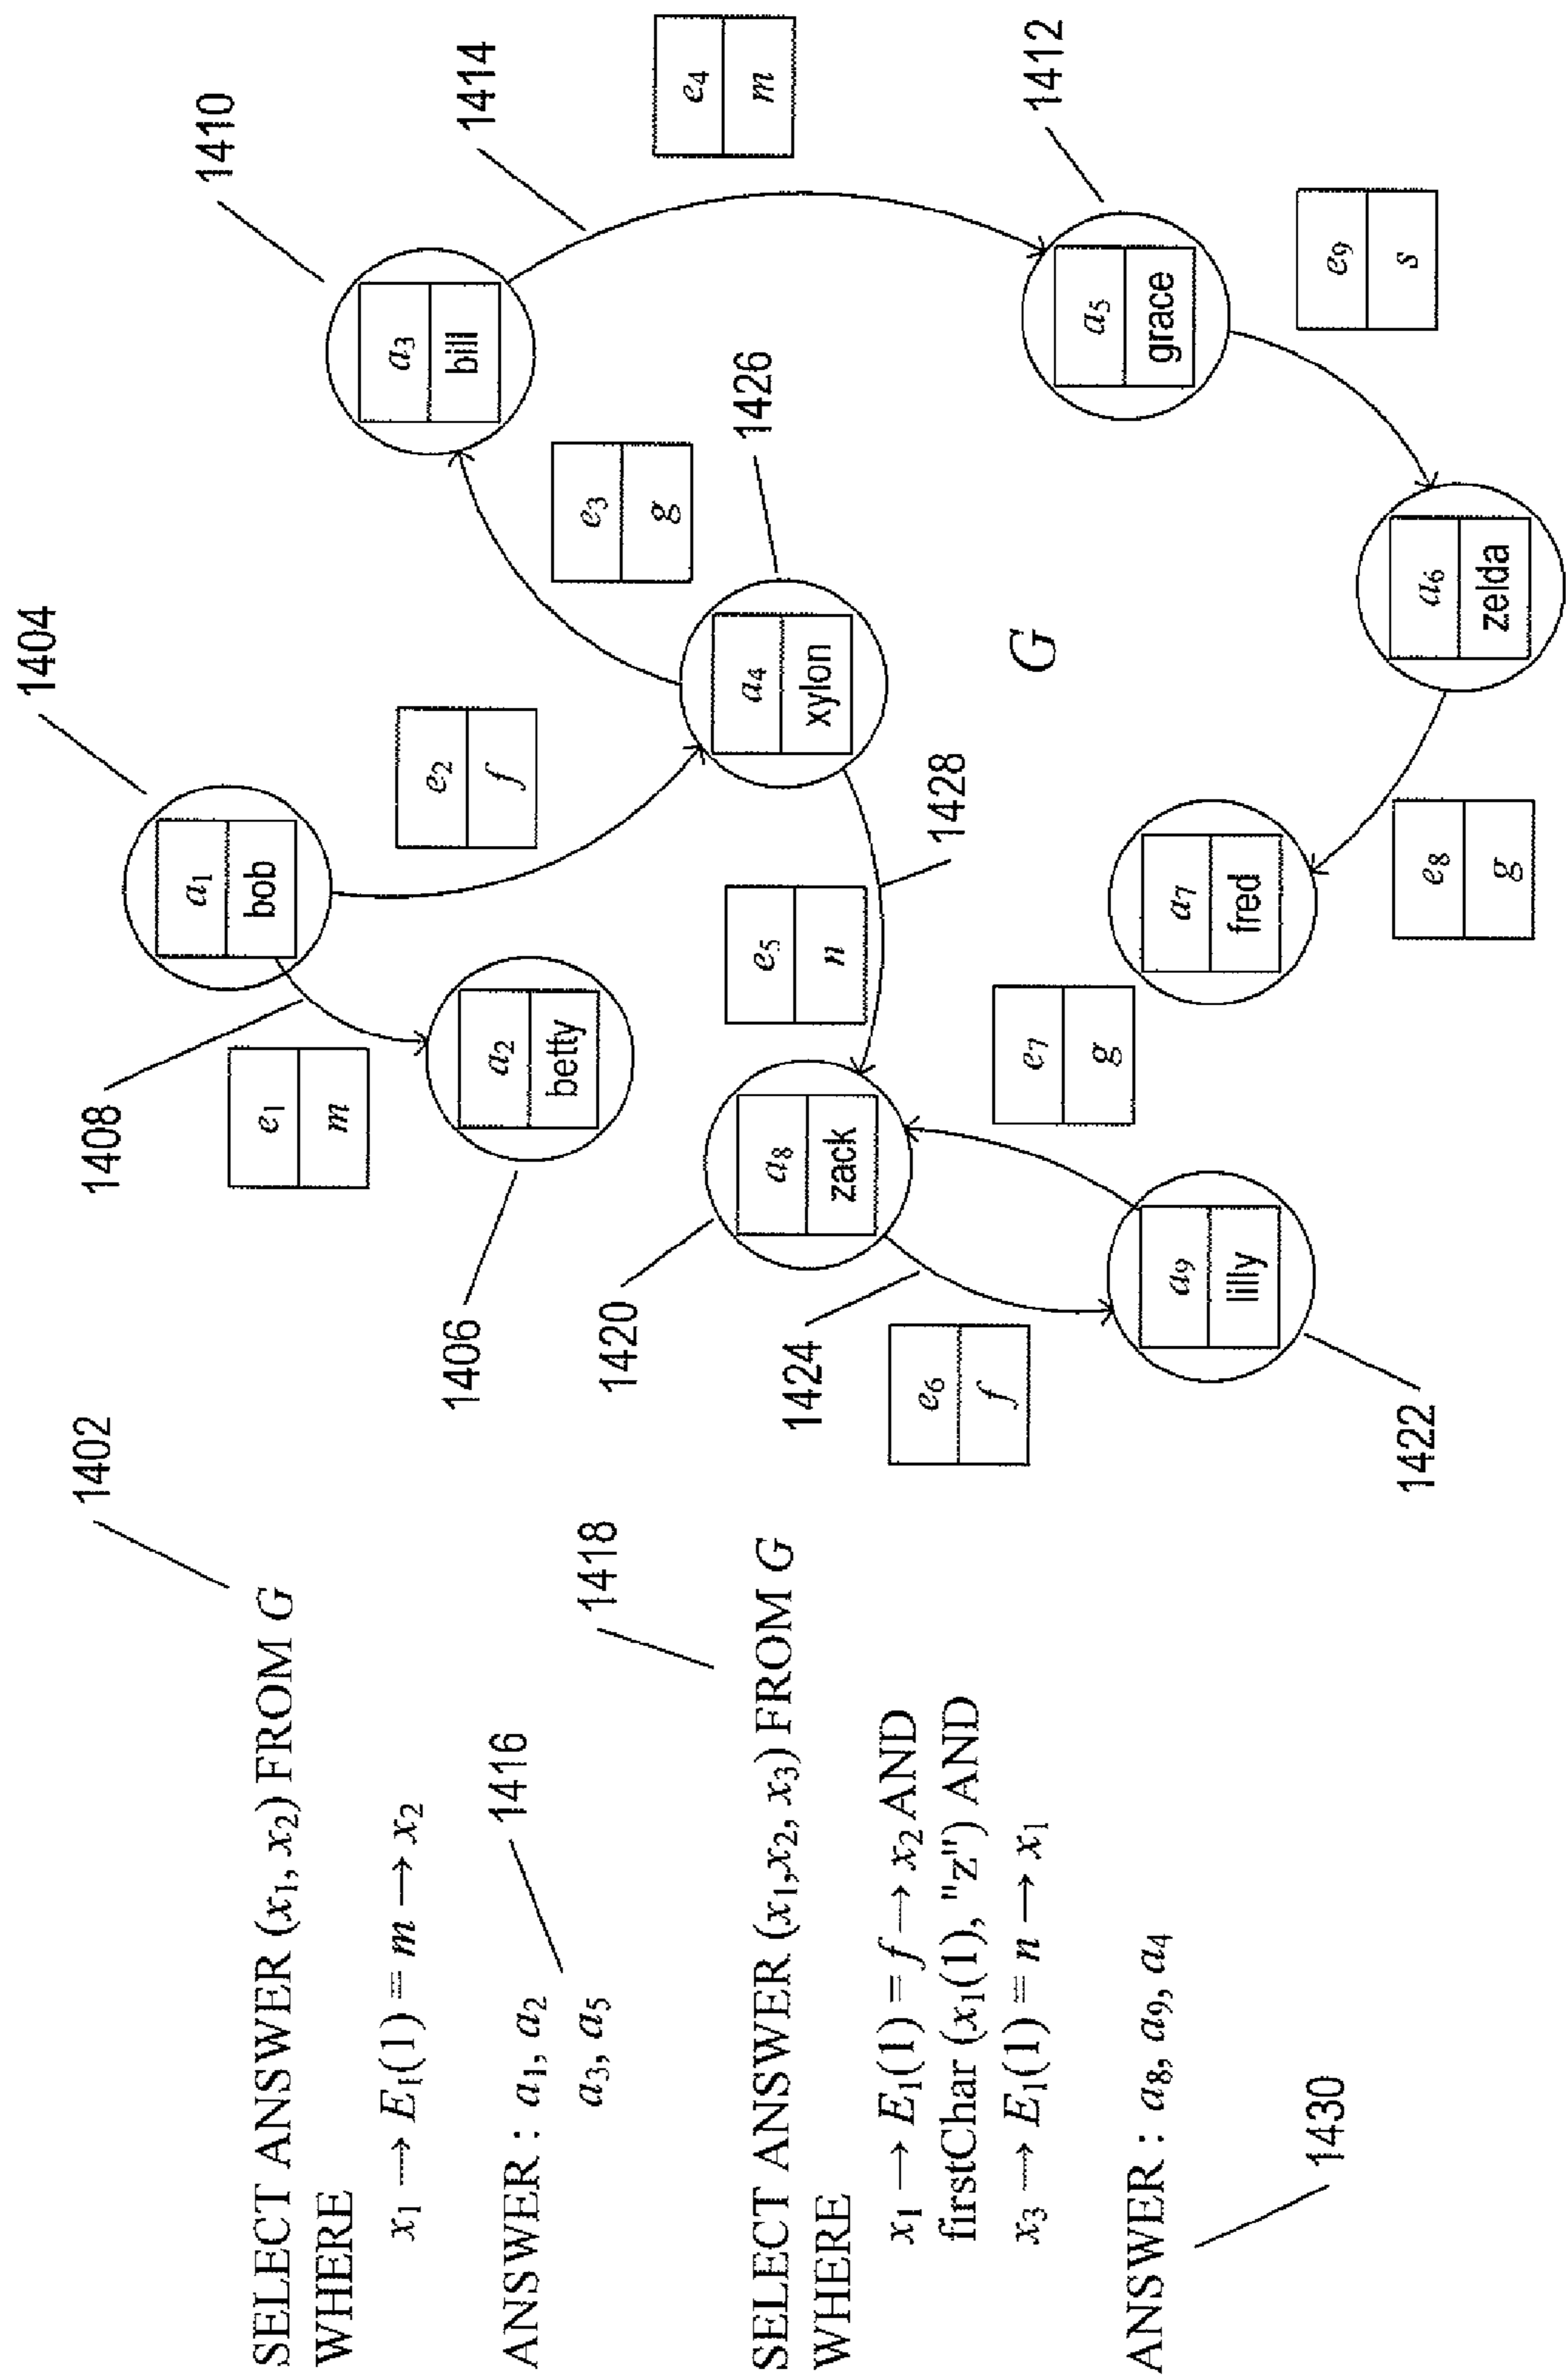 SELECT ANSWER (x₁, x₂) FROM G
WHERE
x₁ → E₁(1) = m → x₂
ANSWER : a₁, a₂
a₃, a₅
SELECT ANSWER (x₁,x₂, x₃) FROM G
WHERE
x₁ → E₁(1) = f → x₂ AND
firstChar (x₁(1), "z") AND
x₃ → E₁(1) = n → x₁
ANSWER : a₈, a₉, a₄
1402
1416
1418
1430
1404
a₁
bob
1408
e₁
m
e₂
f
a₂
betty
1406
1410
a₃
bill
1414
e₄
m
e₃
g
1426
a₄
xylon
1420
a₈
zack
e₅
n
1428
G
1412
a₅
grace
e₉
s
1424
e₆
f
e₇
g
a₇
fred
a₉
lilly
1422
e₈
g
a₆
zelda